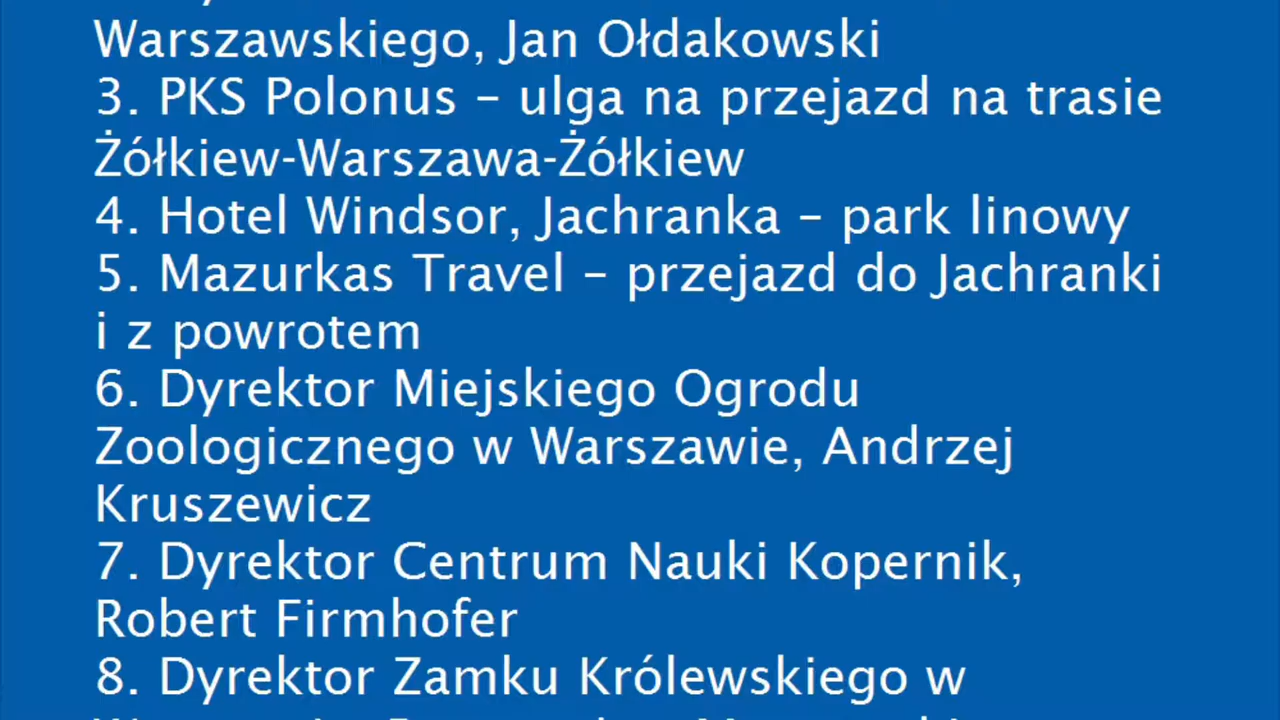 Warszawskiego, Jan Ołdakowski
3. PKS Polonus – ulga na przejazd na trasie
Żółkiew-Warszawa-Żółkiew
4. Hotel Windsor, Jachranka – park linowy
5. Mazurkas Travel – przejazd do Jachranki
i z powrotem
6. Dyrektor Miejskiego Ogrodu
Zoologicznego w Warszawie, Andrzej
Kruszewicz
7. Dyrektor Centrum Nauki Kopernik,
Robert Firmhofer
8. Dyrektor Zamku Królewskiego w